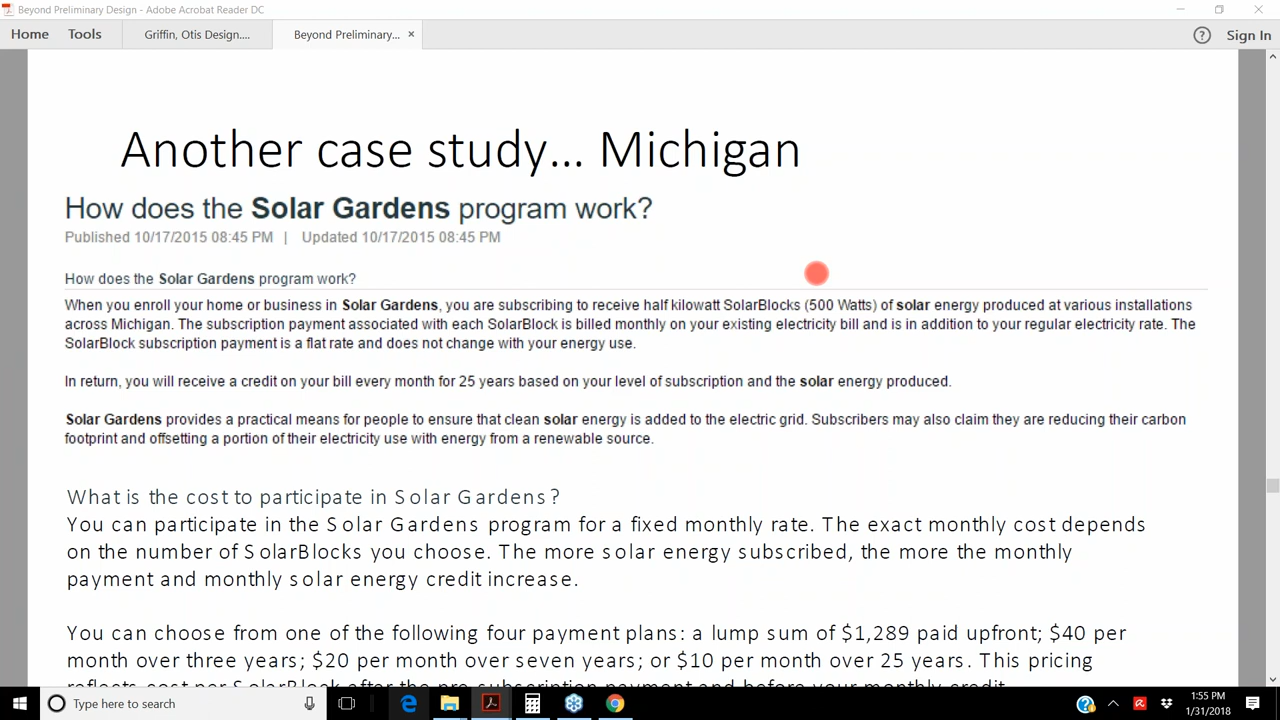 Beyond Preliminary Design - Adobe Acrobat Reader DC
Home Tools Griffin, Otis Design.... Beyond Preliminary... × ? Sign In
Another case study... Michigan
How does the Solar Gardens program work?
Published 10/17/2015 08:45 PM | Updated 10/17/2015 08:45 PM
How does the Solar Gardens program work?
When you enroll your home or business in Solar Gardens, you are subscribing to receive half kilowatt SolarBlocks (500 Watts) of solar energy produced at various installations
across Michigan. The subscription payment associated with each SolarBlock is billed monthly on your existing electricity bill and is in addition to your regular electricity rate. The
SolarBlock subscription payment is a flat rate and does not change with your energy use.
In return, you will receive a credit on your bill every month for 25 years based on your level of subscription and the solar energy produced.
Solar Gardens provides a practical means for people to ensure that clean solar energy is added to the electric grid. Subscribers may also claim they are reducing their carbon
footprint and offsetting a portion of their electricity use with energy from a renewable source.
What is the cost to participate in Solar Gardens?
You can participate in the Solar Gardens program for a fixed monthly rate. The exact monthly cost depends
on the number of SolarBlocks you choose. The more solar energy subscribed, the more the monthly
payment and monthly solar energy credit increase.
You can choose from one of the following four payment plans: a lump sum of $1,289 paid upfront; $40 per
month over three years; $20 per month over seven years; or $10 per month over 25 years. This pricing
reflects cost per SolarBlock after the pre-subscription payment and before your monthly credit.
Type here to search
1:55 PM
1/31/2018